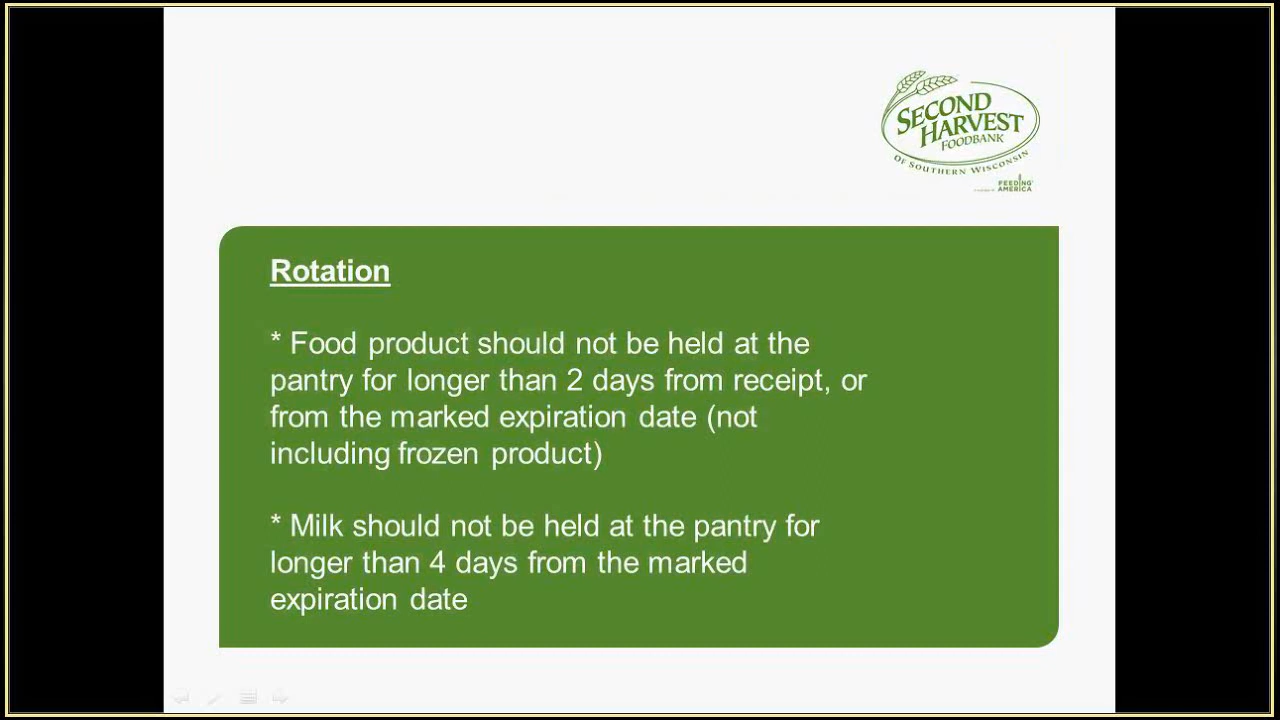 SECOND
HARVEST
FOODBANK
OF SOUTHERN WISCONSIN
FEEDING
AMERICA
Rotation
* Food product should not be held at the
pantry for longer than 2 days from receipt, or
from the marked expiration date (not
including frozen product)
* Milk should not be held at the pantry for
longer than 4 days from the marked
expiration date